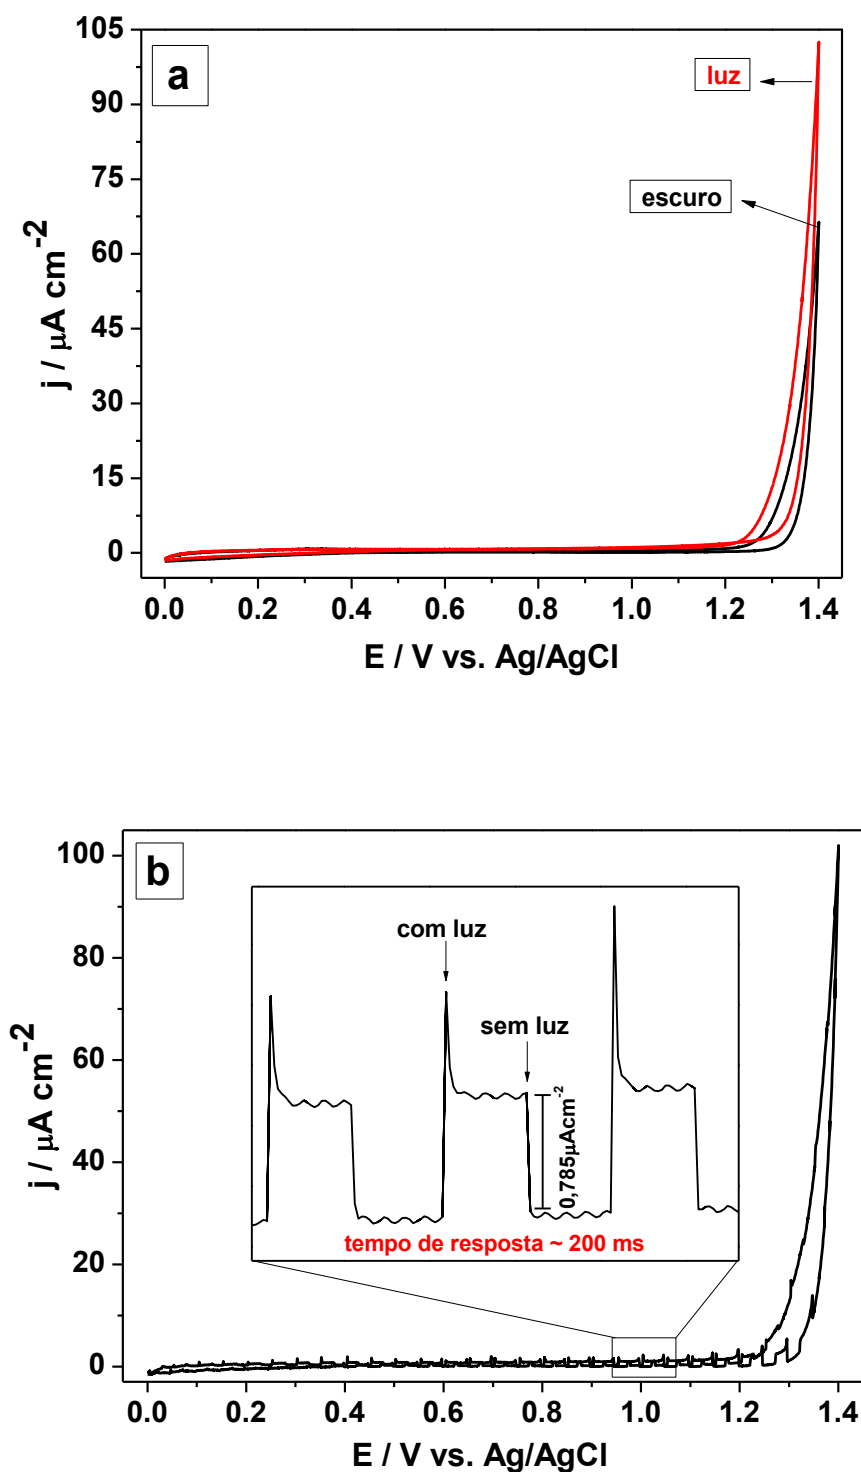 a
luz
escuro
105
90
75
60
45
30
15
0
j / μA cm-2
0.0 0.2 0.4 0.6 0.8 1.0 1.2 1.4
E / V vs. Ag/AgCl
b
com luz
sem luz
0,785μAcm-2
tempo de resposta ~ 200 ms
100
80
60
40
20
0
j / μA cm-2
0.0 0.2 0.4 0.6 0.8 1.0 1.2 1.4
E / V vs. Ag/AgCl